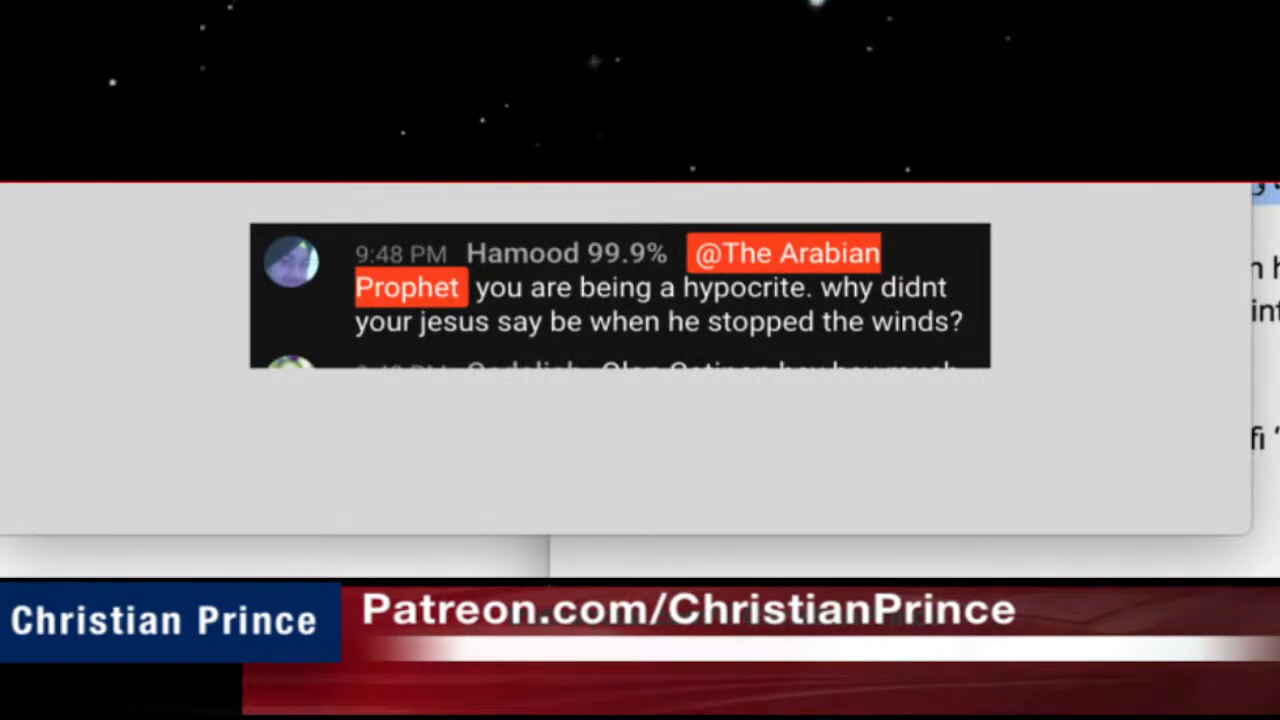 9:48 PM Hamood 99.9% @The Arabian
Prophet you are being a hypocrite. why didnt
your jesus say be when he stopped the winds?
Christian Prince
Patreon.com/ChristianPrince